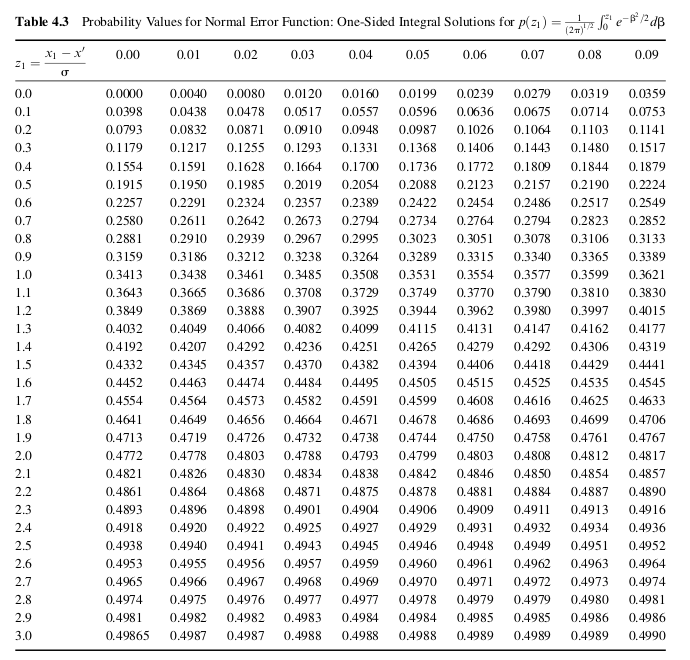 Table 4.3 Probability Values for Normal Error Function: One-Sided Integral Solutions for p(z₁) = 1/(2π)^1/2 ∫₀^z₁ e^−β²/2 dβ
z₁ = (x₁ − x′)/σ 0.00 0.01 0.02 0.03 0.04 0.05 0.06 0.07 0.08 0.09
0.0 0.0000 0.0040 0.0080 0.0120 0.0160 0.0199 0.0239 0.0279 0.0319 0.0359
0.1 0.0398 0.0438 0.0478 0.0517 0.0557 0.0596 0.0636 0.0675 0.0714 0.0753
0.2 0.0793 0.0832 0.0871 0.0910 0.0948 0.0987 0.1026 0.1064 0.1103 0.1141
0.3 0.1179 0.1217 0.1255 0.1293 0.1331 0.1368 0.1406 0.1443 0.1480 0.1517
0.4 0.1554 0.1591 0.1628 0.1664 0.1700 0.1736 0.1772 0.1809 0.1844 0.1879
0.5 0.1915 0.1950 0.1985 0.2019 0.2054 0.2088 0.2123 0.2157 0.2190 0.2224
0.6 0.2257 0.2291 0.2324 0.2357 0.2389 0.2422 0.2454 0.2486 0.2517 0.2549
0.7 0.2580 0.2611 0.2642 0.2673 0.2794 0.2734 0.2764 0.2794 0.2823 0.2852
0.8 0.2881 0.2910 0.2939 0.2967 0.2995 0.3023 0.3051 0.3078 0.3106 0.3133
0.9 0.3159 0.3186 0.3212 0.3238 0.3264 0.3289 0.3315 0.3340 0.3365 0.3389
1.0 0.3413 0.3438 0.3461 0.3485 0.3508 0.3531 0.3554 0.3577 0.3599 0.3621
1.1 0.3643 0.3665 0.3686 0.3708 0.3729 0.3749 0.3770 0.3790 0.3810 0.3830
1.2 0.3849 0.3869 0.3888 0.3907 0.3925 0.3944 0.3962 0.3980 0.3997 0.4015
1.3 0.4032 0.4049 0.4066 0.4082 0.4099 0.4115 0.4131 0.4147 0.4162 0.4177
1.4 0.4192 0.4207 0.4292 0.4236 0.4251 0.4265 0.4279 0.4292 0.4306 0.4319
1.5 0.4332 0.4345 0.4357 0.4370 0.4382 0.4394 0.4406 0.4418 0.4429 0.4441
1.6 0.4452 0.4463 0.4474 0.4484 0.4495 0.4505 0.4515 0.4525 0.4535 0.4545
1.7 0.4554 0.4564 0.4573 0.4582 0.4591 0.4599 0.4608 0.4616 0.4625 0.4633
1.8 0.4641 0.4649 0.4656 0.4664 0.4671 0.4678 0.4686 0.4693 0.4699 0.4706
1.9 0.4713 0.4719 0.4726 0.4732 0.4738 0.4744 0.4750 0.4758 0.4761 0.4767
2.0 0.4772 0.4778 0.4803 0.4788 0.4793 0.4799 0.4803 0.4808 0.4812 0.4817
2.1 0.4821 0.4826 0.4830 0.4834 0.4838 0.4842 0.4846 0.4850 0.4854 0.4857
2.2 0.4861 0.4864 0.4868 0.4871 0.4875 0.4878 0.4881 0.4884 0.4887 0.4890
2.3 0.4893 0.4896 0.4898 0.4901 0.4904 0.4906 0.4909 0.4911 0.4913 0.4916
2.4 0.4918 0.4920 0.4922 0.4925 0.4927 0.4929 0.4931 0.4932 0.4934 0.4936
2.5 0.4938 0.4940 0.4941 0.4943 0.4945 0.4946 0.4948 0.4949 0.4951 0.4952
2.6 0.4953 0.4955 0.4956 0.4957 0.4959 0.4960 0.4961 0.4962 0.4963 0.4964
2.7 0.4965 0.4966 0.4967 0.4968 0.4969 0.4970 0.4971 0.4972 0.4973 0.4974
2.8 0.4974 0.4975 0.4976 0.4977 0.4977 0.4978 0.4979 0.4979 0.4980 0.4981
2.9 0.4981 0.4982 0.4982 0.4983 0.4984 0.4984 0.4985 0.4985 0.4986 0.4986
3.0 0.49865 0.4987 0.4987 0.4988 0.4988 0.4988 0.4989 0.4989 0.4989 0.4990